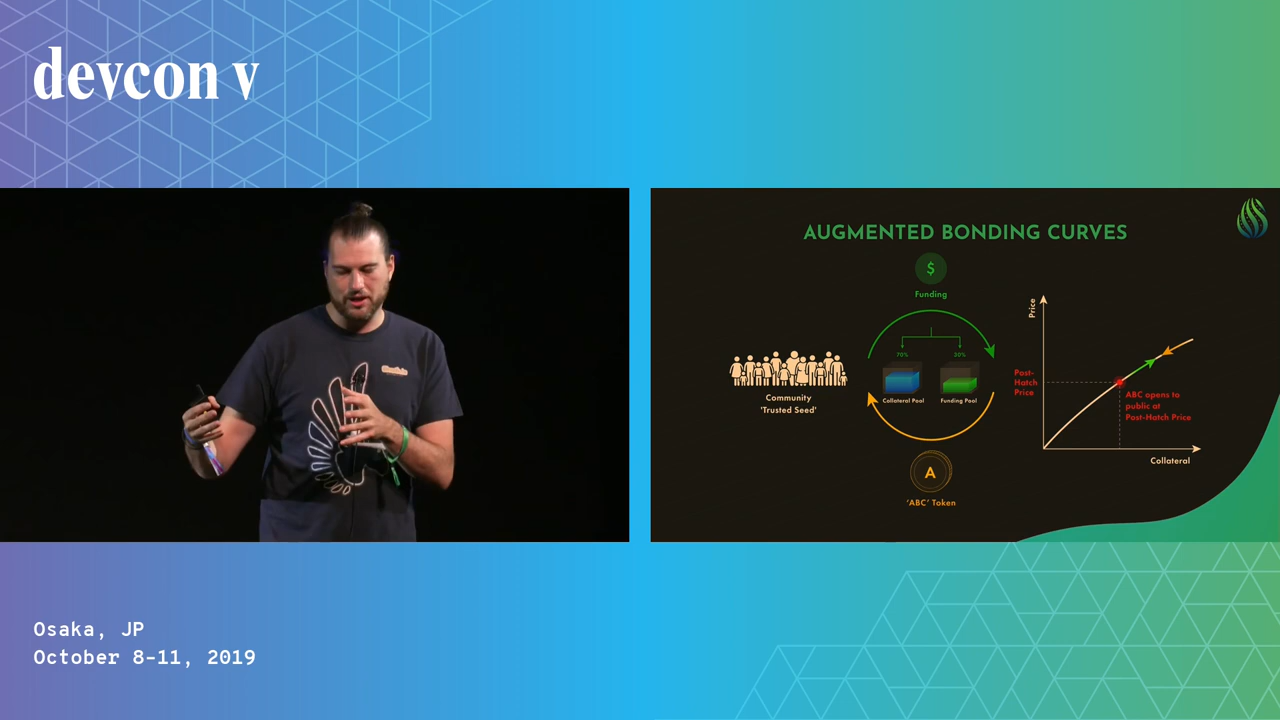 devcon v
AUGMENTED BONDING CURVES
$
Funding
70%
30%
Collateral Pool
Funding Pool
Community
'Trusted Seed'
A
'ABC' Token
Price
Post-
Hatch
Price
ABC opens to
public at
Post-Hatch Price
Collateral
Osaka, JP
October 8-11, 2019